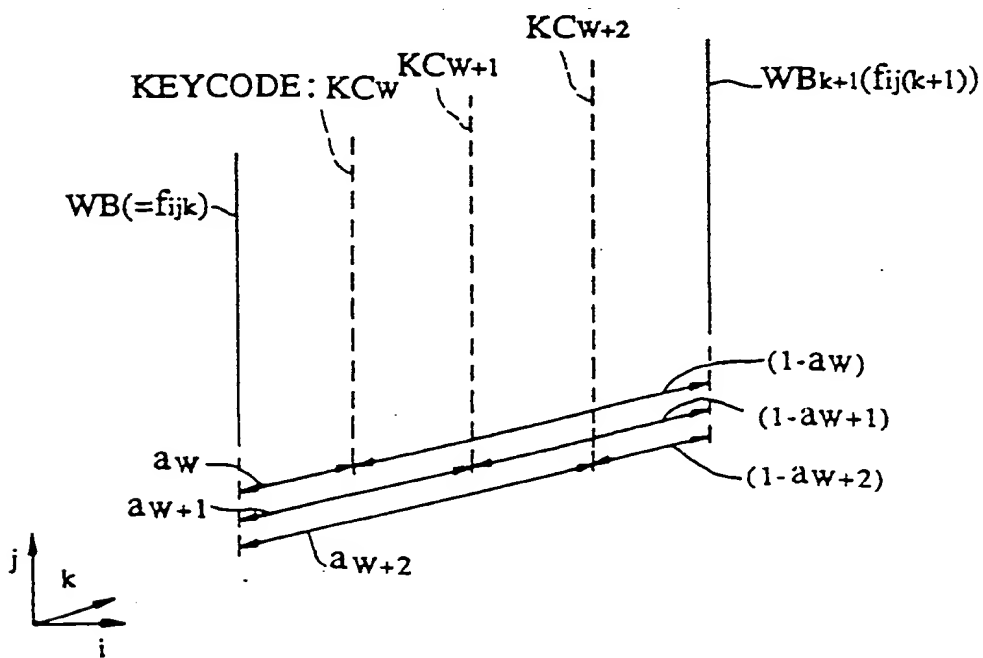 KCW+2
KCW+1
KEYCODE: KCW
WBk+1(fij(k+1))
WB(=fijk)
(1-aW)
(1-aW+1)
aW
(1-aW+2)
aW+1
aW+2
j
k
i